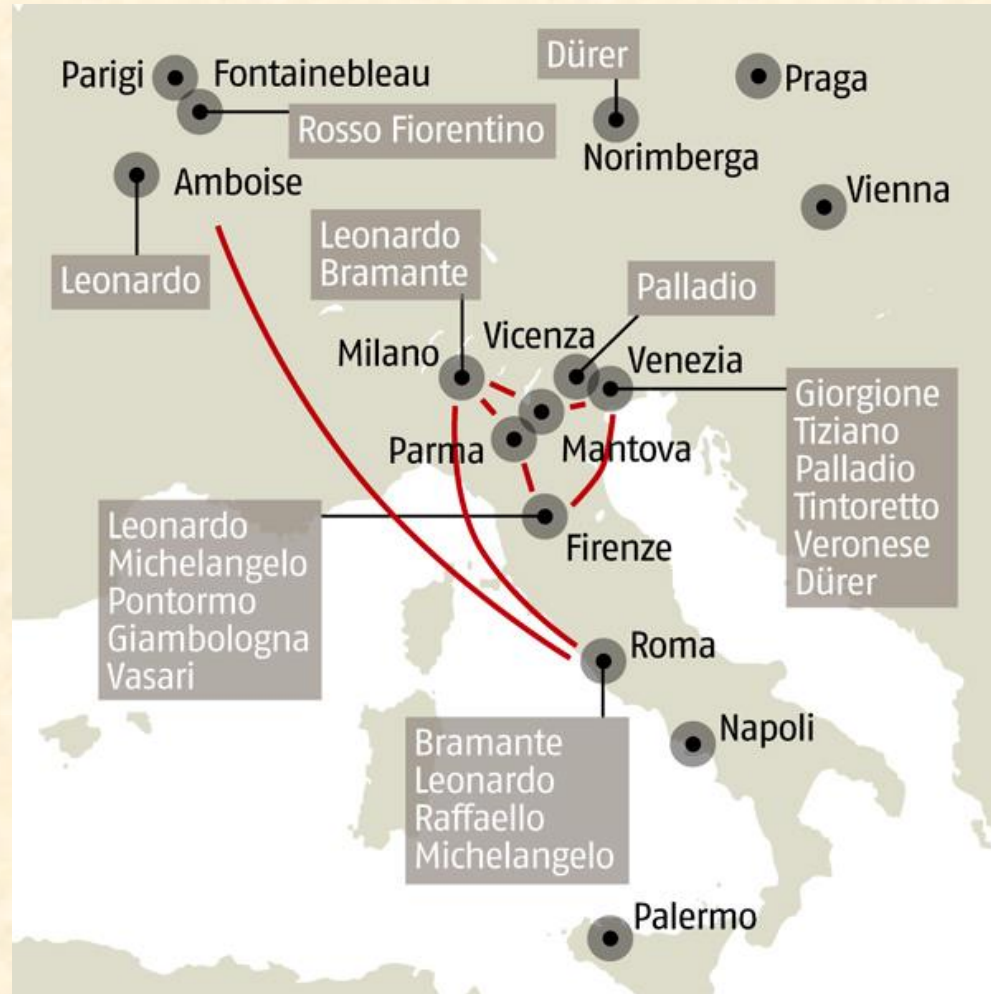 Dürer
Parigi
Fontainebleau
Praga
Rosso Fiorentino
Norimberga
Amboise
Vienna
Leonardo
Leonardo
Bramante
Palladio
Milano
Vicenza
Venezia
Giorgione
Tiziano
Palladio
Tintoretto
Veronese
Dürer
Parma
Mantova
Leonardo
Michelangelo
Pontormo
Giambologna
Vasari
Firenze
Roma
Napoli
Bramante
Leonardo
Raffaello
Michelangelo
Palermo